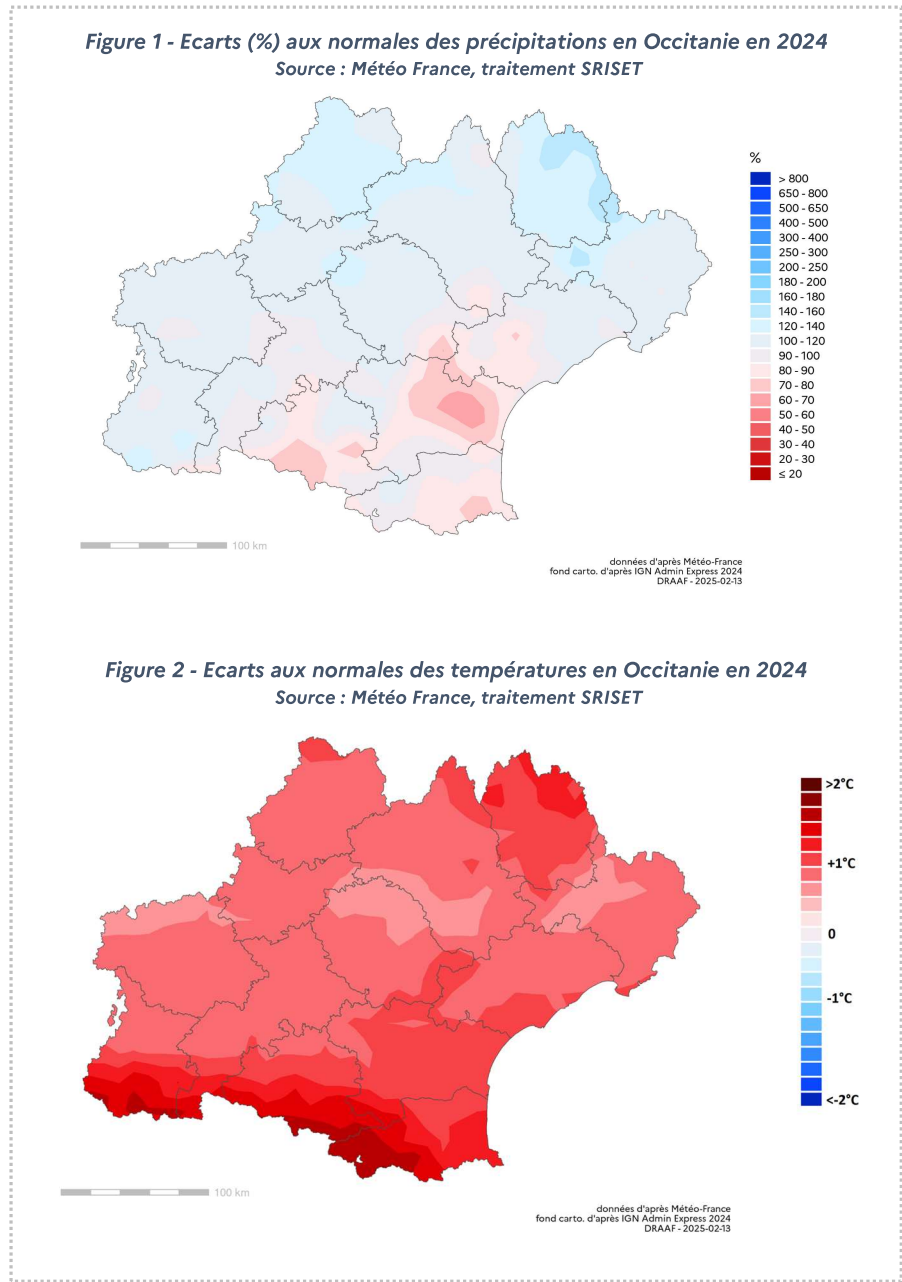 Figure 1 - Ecarts (%) aux normales des précipitations en Occitanie en 2024
Source : Météo France, traitement SRISET
%
> 800
650 - 800
500 - 650
400 - 500
300 - 400
250 - 300
200 - 250
180 - 200
160 - 180
140 - 160
120 - 140
100 - 120
90 - 100
80 - 90
70 - 80
60 - 70
50 - 60
40 - 50
30 - 40
20 - 30
≤ 20
100 km
données d'après Météo-France
fond carto. d'après IGN Admin Express 2024
DRAAF - 2025-02-13
Figure 2 - Ecarts aux normales des températures en Occitanie en 2024
Source : Météo France, traitement SRISET
>2°C
+1°C
0
-1°C
<-2°C
100 km
données d'après Météo-France
fond carto. d'après IGN Admin Express 2024
DRAAF - 2025-02-13